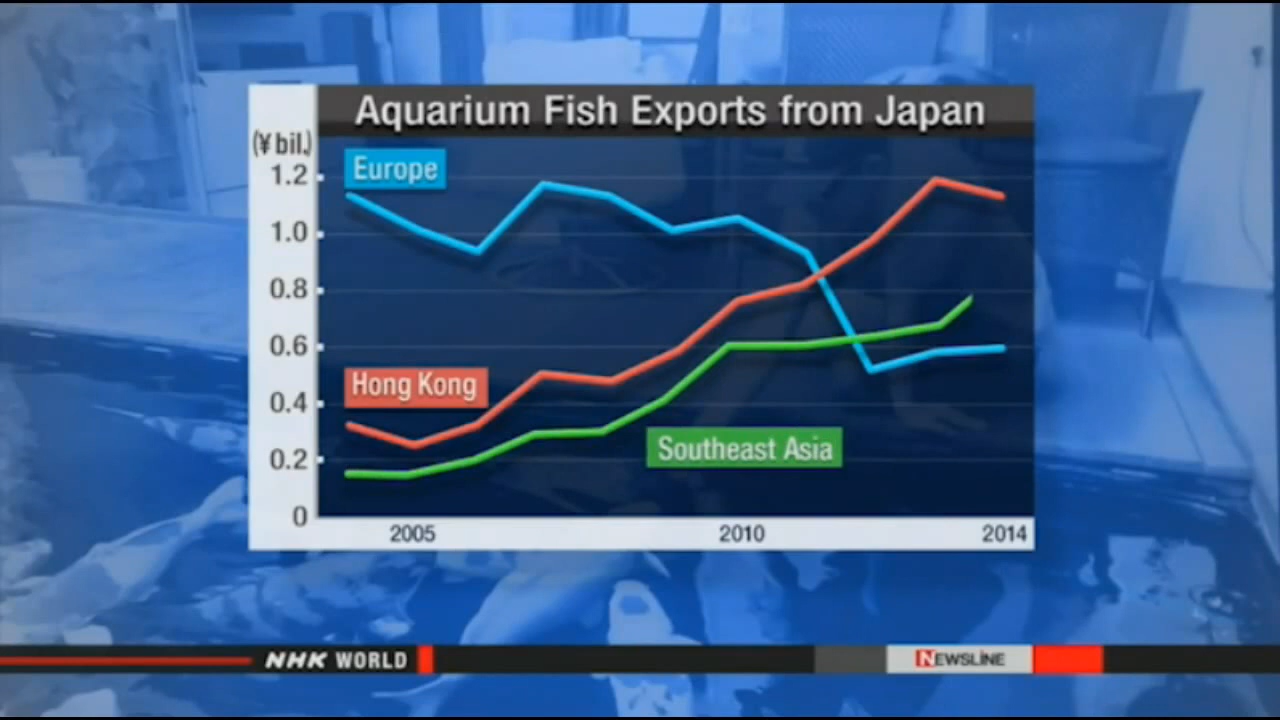 Aquarium Fish Exports from Japan
(¥ bil.)
1.2
1.0
0.8
0.6
0.4
0.2
0
Europe
Hong Kong
Southeast Asia
2005
2010
2014
NHK WORLD
NEWSLINE